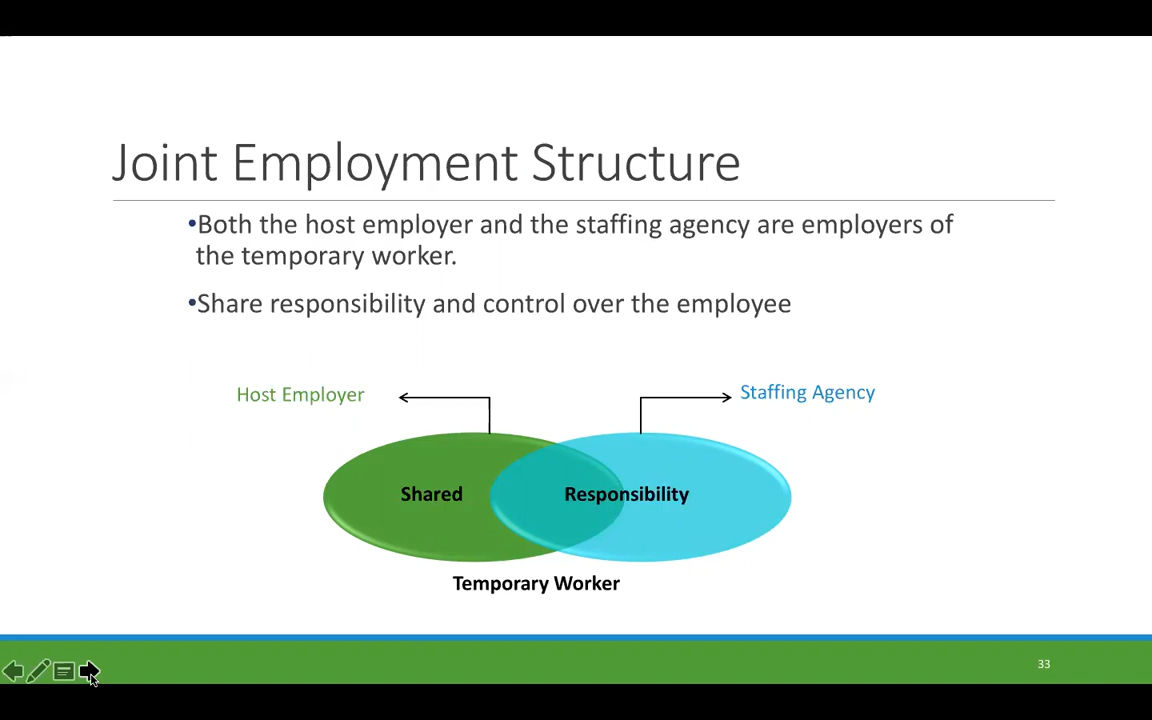 Joint Employment Structure
•Both the host employer and the staffing agency are employers of
the temporary worker.
•Share responsibility and control over the employee
Host Employer
Staffing Agency
Shared
Responsibility
Temporary Worker
33